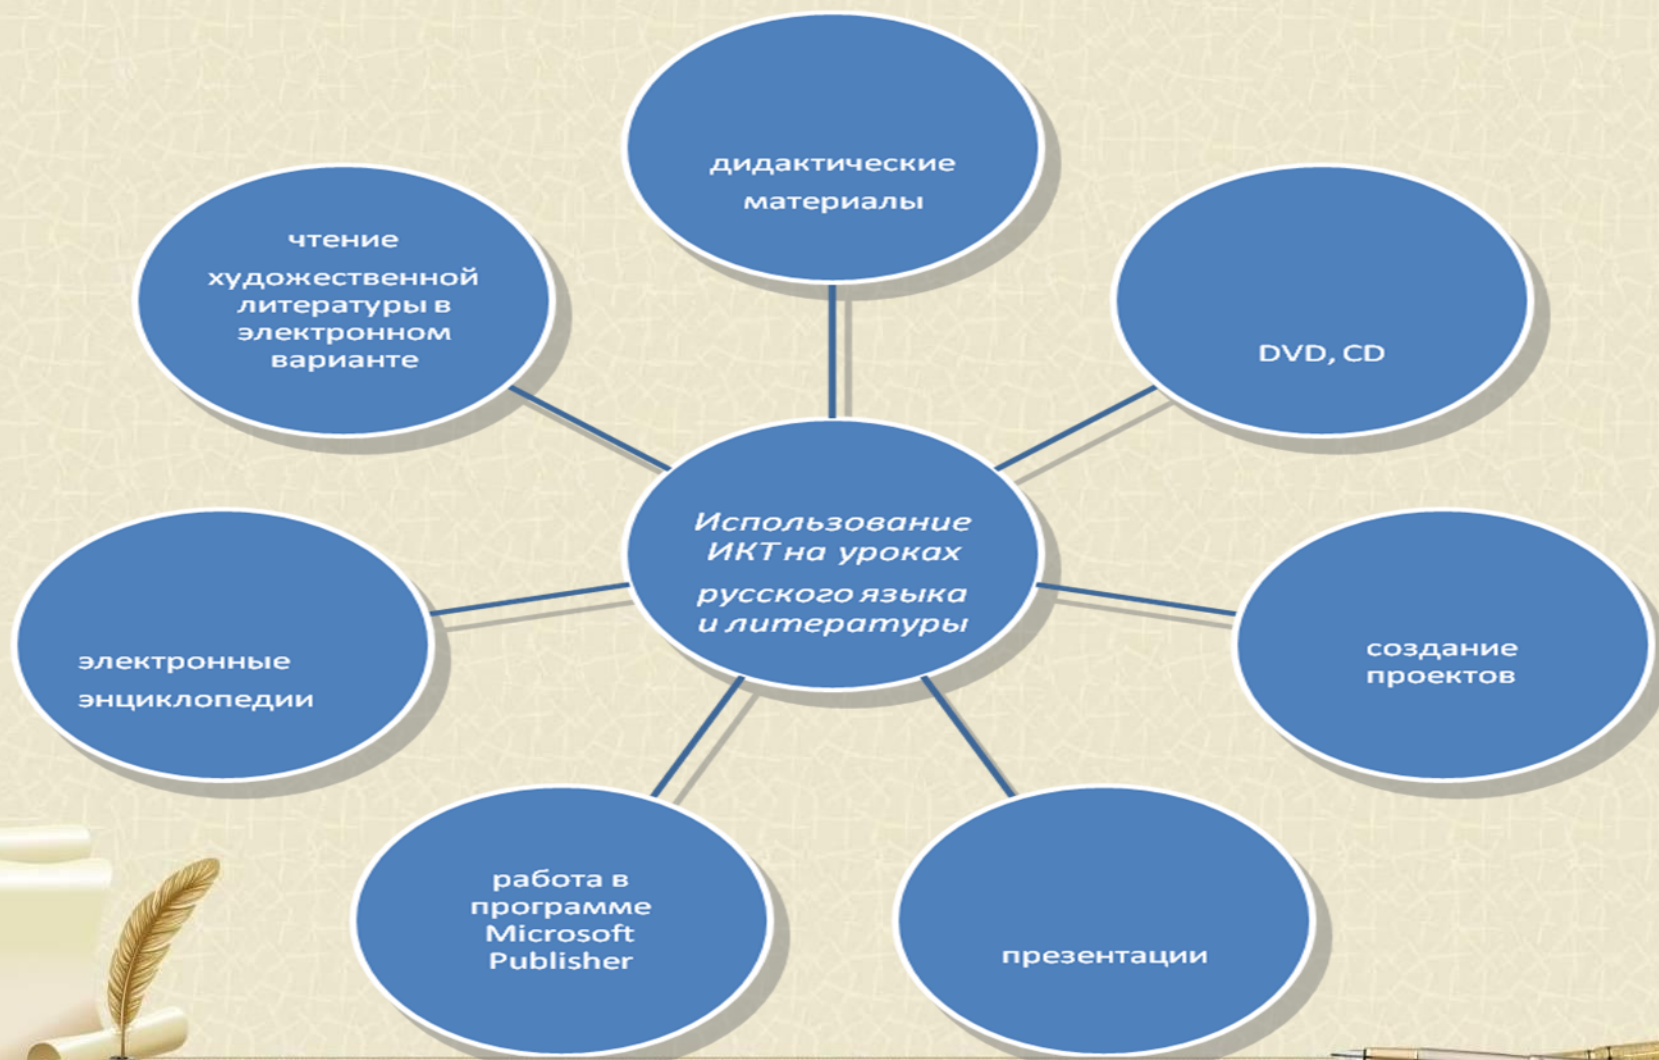 дидактические
материалы
чтение
художественной
литературы в
электронном
варианте
DVD, CD
Использование
ИКТ на уроках
русского языка
и литературы
электронные
энциклопедии
создание
проектов
работа в
программе
Microsoft
Publisher
презентации